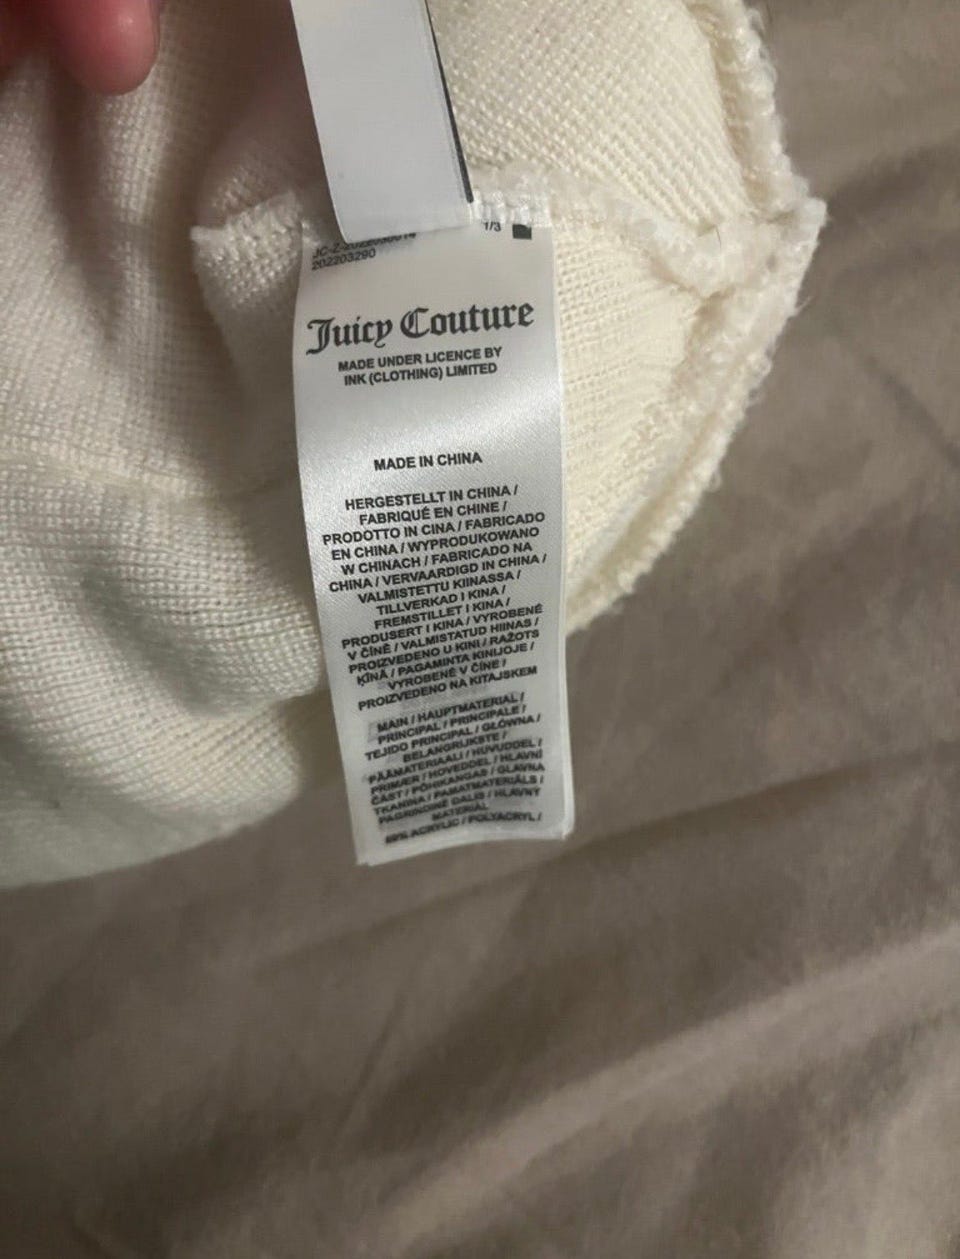 1/3
202203290
Juicy Couture
MADE UNDER LICENCE BY
INK (CLOTHING) LIMITED
MADE IN CHINA
HERGESTELLT IN CHINA /
FABRIQUÉ EN CHINE /
PRODOTTO IN CINA / FABRICADO
EN CHINA / WYPRODUKOWANO
W CHINACH / FABRICADO NA
CHINA / VERVAARDIGD IN CHINA /
VALMISTETTU KIINASSA /
TILLVERKAD I KINA /
FREMSTILLET I KINA /
PRODUSERT I KINA / VYROBENÉ
V ČÍNĚ / VALMISTATUD HIINAS /
PROIZVEDENO U KINI / RAŽOTS
ĶĪNĀ / PAGAMINTA KINIJOJE /
VYROBENÉ V ČÍNE /
PROIZVEDENO NA KITAJSKEM
MAIN / HAUPTMATERIAL /
PRINCIPAL / PRINCIPALE /
TEJIDO PRINCIPAL / GŁÓWNA /
BELANGRIJKSTE /
PÄÄMATERIAALI / HUVUDDEL /
PRIMÆR / HOVEDDEL / HLAVNÍ
ČÁST / PÕHIKANGAS / GLAVNA
TKANINA / PAMATMATERIĀLS /
PAGRINDINĖ DALIS / HLAVNÝ
MATERIÁL
ACRYLIC / POLYACRYL /